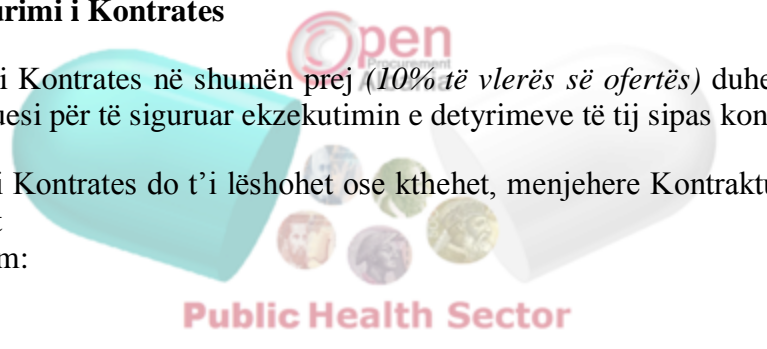 urimi i Kontrates
Open
Procurement
Albania
i Kontrates në shumën prej (10% të vlerës së ofertës) duhe
uesi për të siguruar ekzekutimin e detyrimeve të tij sipas kon
i Kontrates do t’i lëshohet ose kthehet, menjehere Kontraktu
t
m:
Public Health Sector